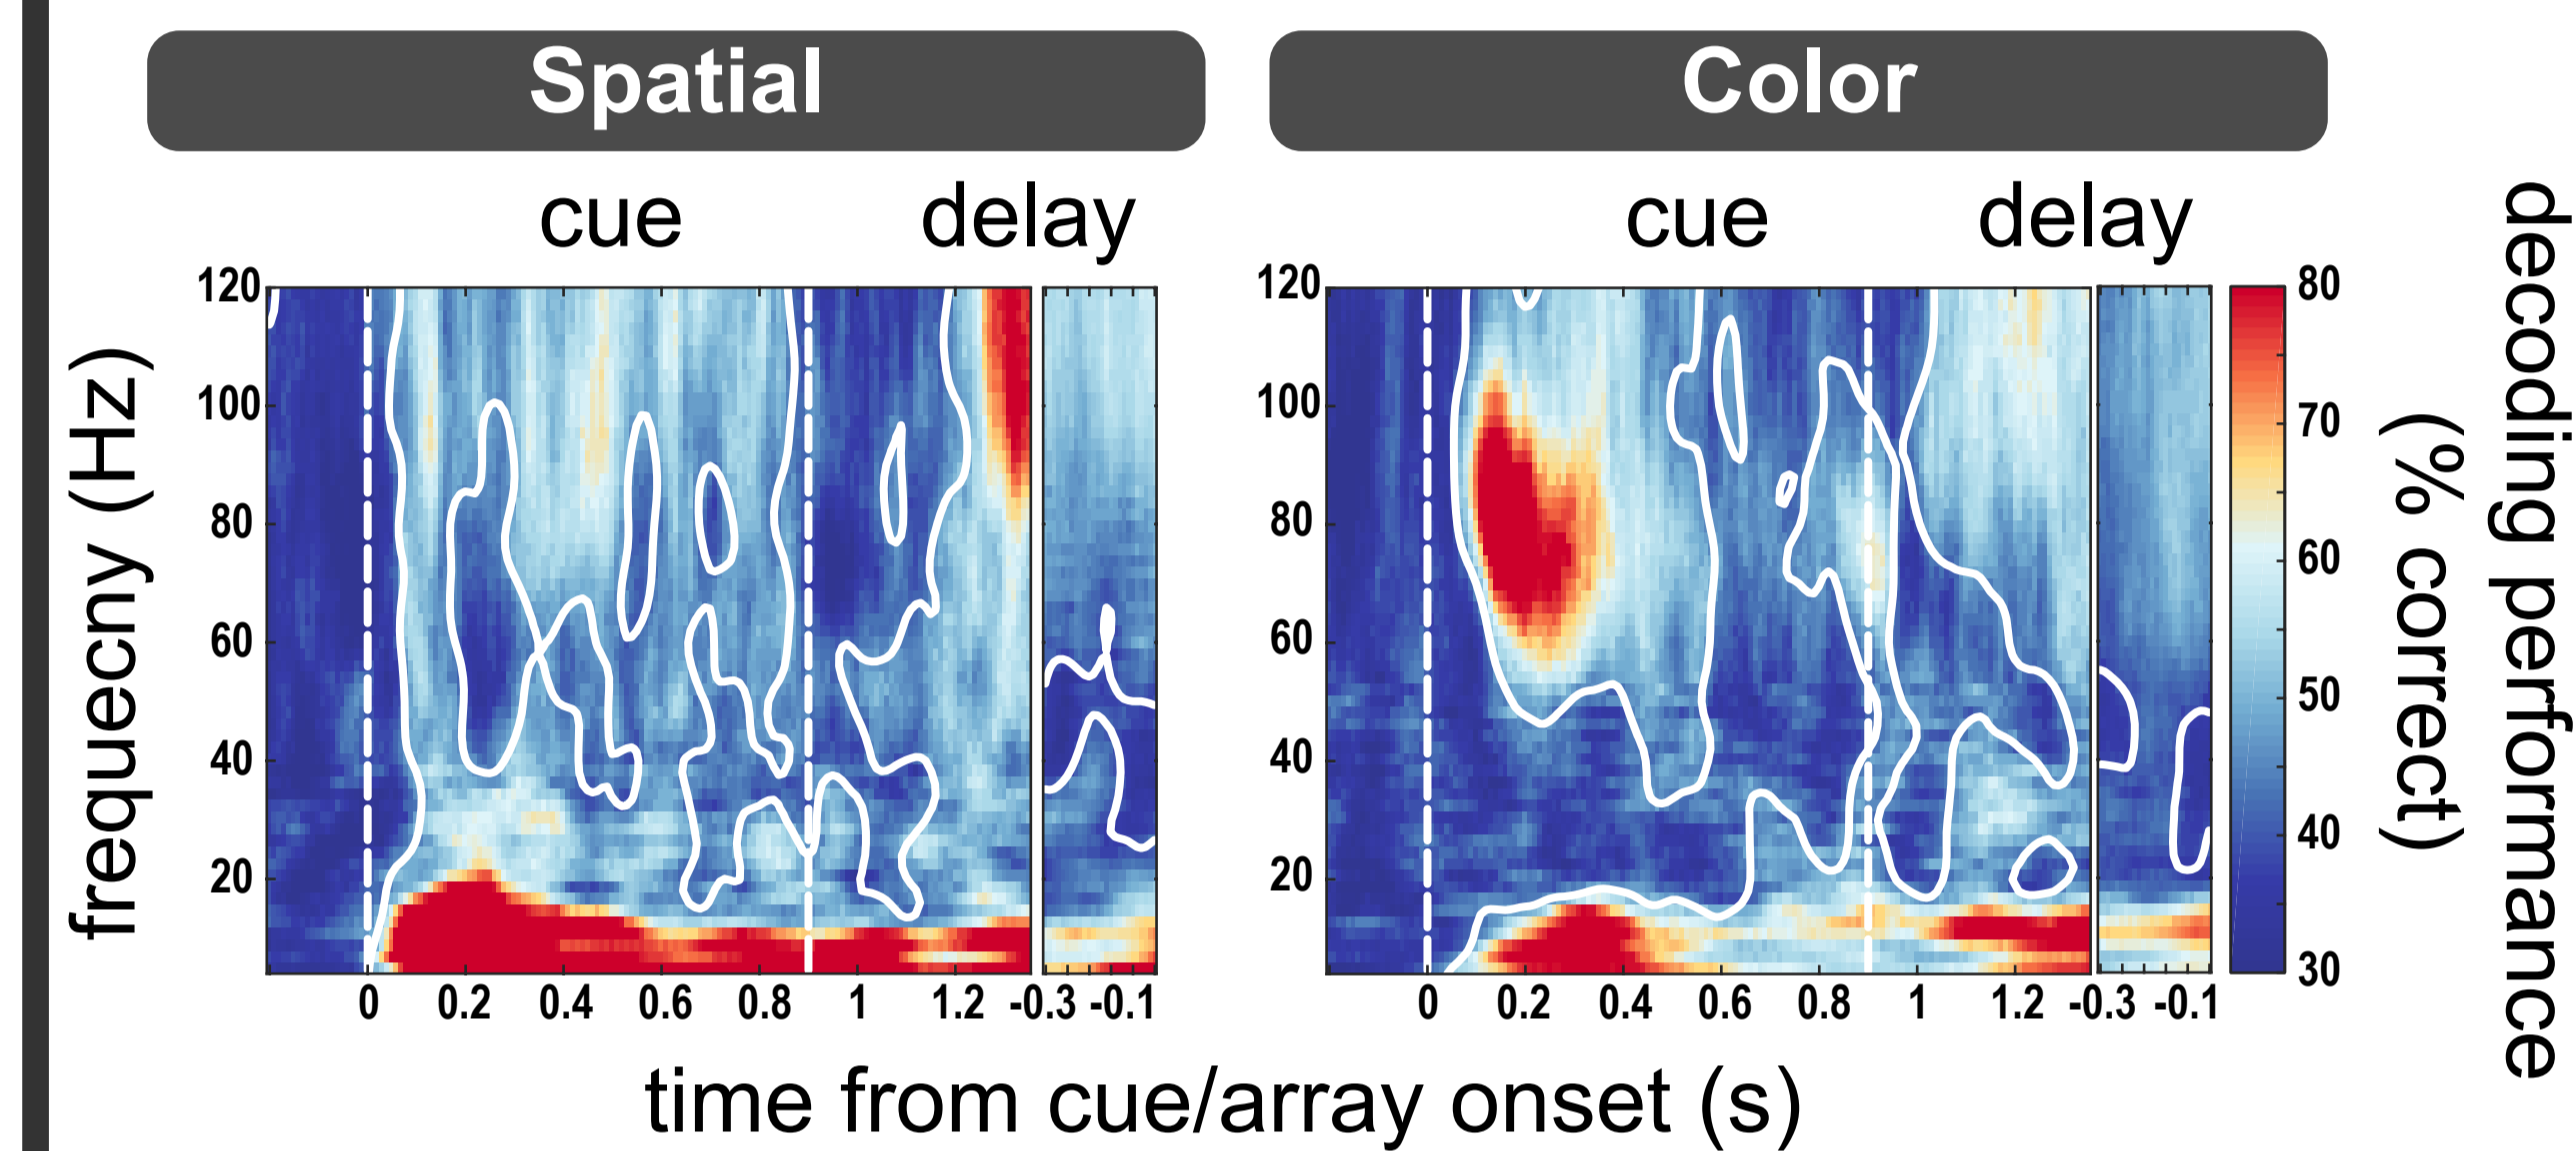 Spatial
Color
cue
delay
cue
delay
frequecny (Hz)
120
100
80
60
40
20
0 0.2 0.4 0.6 0.8 1 1.2 -0.3 -0.1
120
100
80
60
40
20
0 0.2 0.4 0.6 0.8 1 1.2 -0.3 -0.1
80
70
60
50
40
30
decoding performance
(% correct)
time from cue/array onset (s)